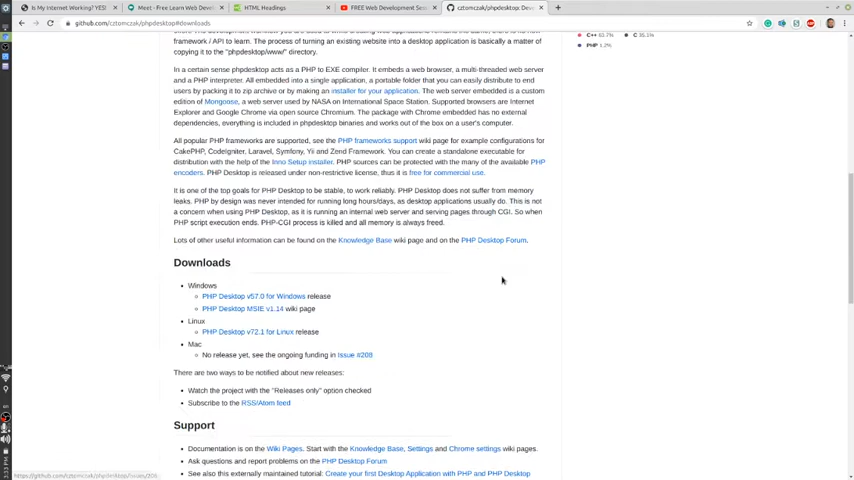 Is My Internet Working? YES!
Meet - Free Learn Web Devel
HTML Headings
FREE Web Development Ses
cztomczak/phpdesktop: Dev
github.com/cztomczak/phpdesktop#downloads
framework / API to learn. The process of turning an existing website into a desktop application is basically a matter of
copying it to the "phpdesktop/www/" directory.
In a certain sense phpdesktop acts as a PHP to EXE compiler. It embeds a web browser, a multi-threaded web server
and a PHP interpreter. All embedded into a single application, a portable folder that you can easily distribute to end
users by packing it to zip archive or by making an installer for your application. The web server embedded is a custom
edition of Mongoose, a web server used by NASA on International Space Station. Supported browsers are Internet
Explorer and Google Chrome via open source Chromium. The package with Chrome embedded has no external
dependencies, everything is included in phpdesktop binaries and works out of the box on a user's computer.
All popular PHP frameworks are supported, see the PHP frameworks support wiki page for example configurations for
CakePHP, CodeIgniter, Laravel, Symfony, Yii and Zend Framework. You can create a standalone executable for
distribution with the help of the Inno Setup installer. PHP sources can be protected with the many of the available PHP
encoders. PHP Desktop is released under non-restrictive license, thus it is free for commercial use.
It is one of the top goals for PHP Desktop to be stable, to work reliably. PHP Desktop does not suffer from memory
leaks. PHP by design was never intended for running long hours/days, as desktop applications usually do. This is not
a concern when using PHP Desktop, as it is running an internal web server and serving pages through CGI. So when
PHP script execution ends. PHP-CGI process is killed and all memory is always freed.
Lots of other useful information can be found on the Knowledge Base wiki page and on the PHP Desktop Forum.
Downloads
• Windows
PHP Desktop v57.0 for Windows release
PHP Desktop MSIE v1.14 wiki page
• Linux
PHP Desktop v72.1 for Linux release
• Mac
No release yet, see the ongoing funding in Issue #208
There are two ways to be notified about new releases:
• Watch the project with the "Releases only" option checked
• Subscribe to the RSS/Atom feed
Support
• Documentation is on the Wiki Pages. Start with the Knowledge Base, Settings and Chrome settings wiki pages.
• Ask questions and report problems on the PHP Desktop Forum
• See also this externally maintained tutorial: Create your first Desktop Application with PHP and PHP Desktop
C++ 63.7%
C 35.1%
PHP 1.2%
3:33 PM